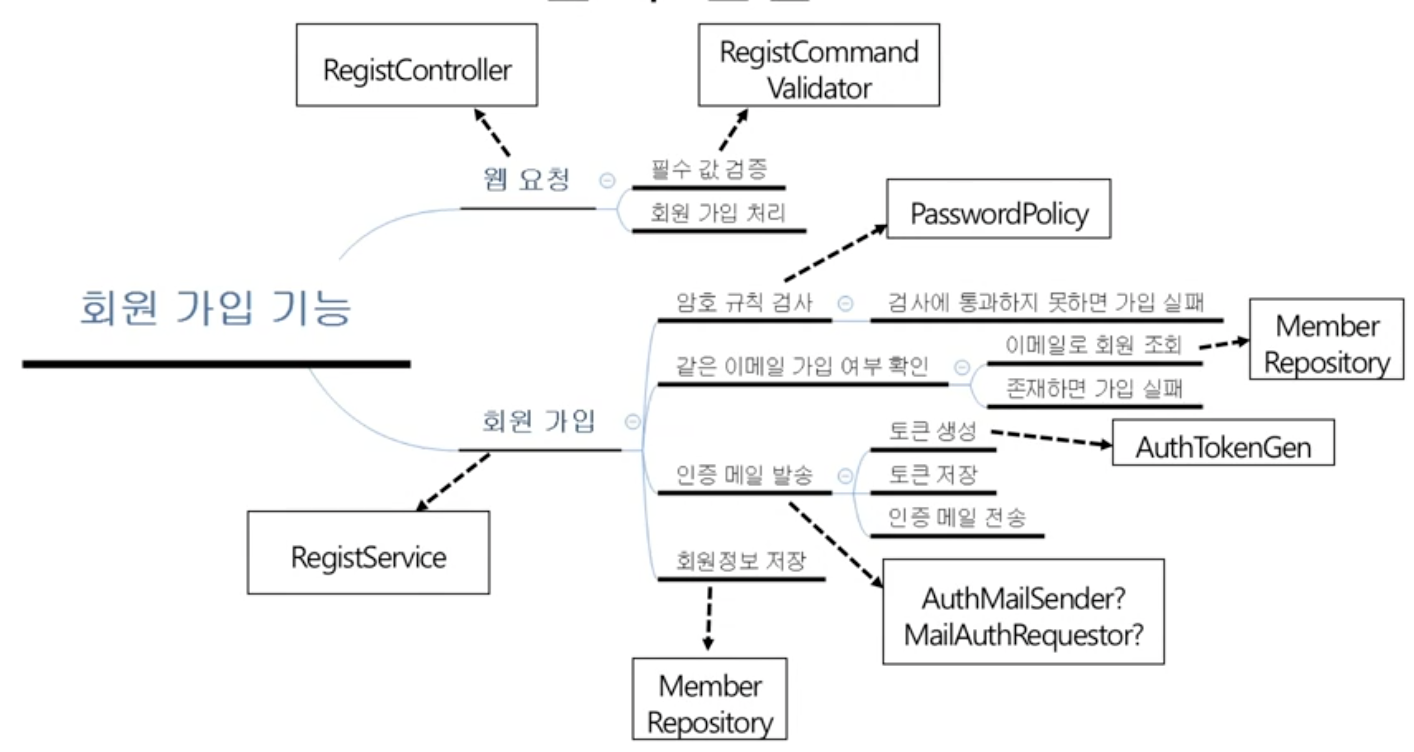 RegistController
RegistCommand
Validator
웹 요청
필수 값 검증
회원 가입 처리
PasswordPolicy
회원 가입 기능
암호 규칙 검사
검사에 통과하지 못하면 가입 실패
같은 이메일 가입 여부 확인
이메일로 회원 조회
존재하면 가입 실패
Member
Repository
회원 가입
인증 메일 발송
토큰 생성
토큰 저장
인증 메일 전송
AuthTokenGen
RegistService
회원정보 저장
AuthMailSender?
MailAuthRequestor?
Member
Repository